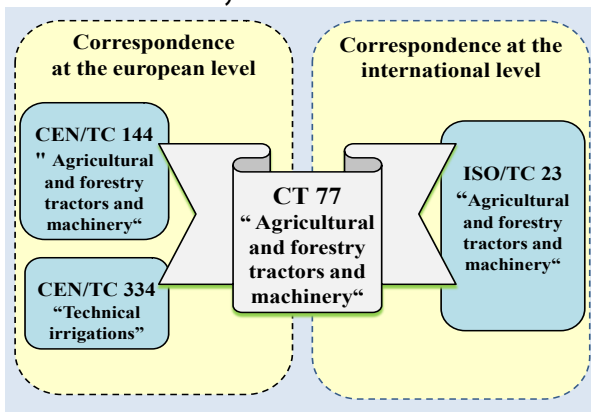 Correspondence
at the european level
CEN/TC 144
" Agricultural
and forestry
tractors and
machinery“
CEN/TC 334
“Technical
irrigations”
CT 77
“ Agricultural
and forestry
tractors and
machinery“
Correspondence at the
international level
ISO/TC 23
“Agricultural
and forestry
tractors and
machinery“